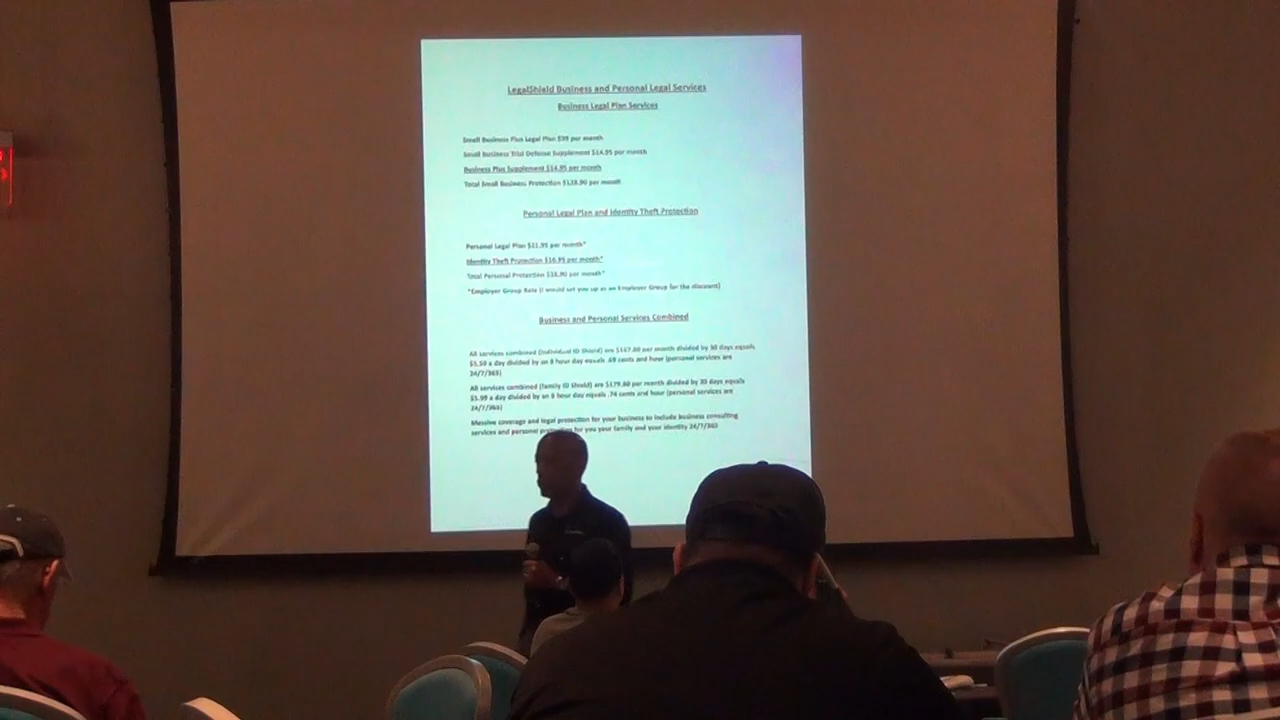 LegalShield Business and Personal Legal Services
Business Legal Plan Services
Small Business Plus Legal Plan $99 per month
Small Business Trial Defense Supplement $14.95 per month
Business Plus Supplement $14.95 per month
Total Small Business Protection $128.90 per month
Personal Legal Plan and Identity Theft Protection
Personal Legal Plan per month*
Identity Theft Protection $16.95 per month*
Total Personal Protection $38.90 per month*
*Employer Group Rate (I would set you up as an Employer Group for the discount)
Business and Personal Services Combined
All services combined (Individual ID Shield) are $167.80 per month divided by 30 days equals
$5.59 a day divided by an 8 hour day equals .69 cents and hour (personal services are
24/7/365)
All services combined (family ID Shield) are $179.80 per month divided by 30 days equals
$5.99 a day divided by an 8 hour day equals .74 cents and hour (personal services are
24/7/365)
Massive coverage and legal protection for your business to include business consulting
services and personal protection for you your family and your identity 24/7/365